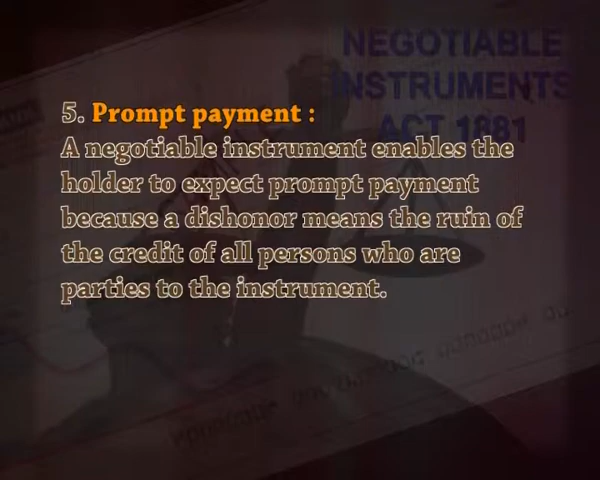 NEGOTIABLE
INSTRUMENTS
ACT 1881
5. Prompt payment :
A negotiable instrument enables the
holder to expect prompt payment
because a dishonor means the ruin of
the credit of all persons who are
parties to the instrument.